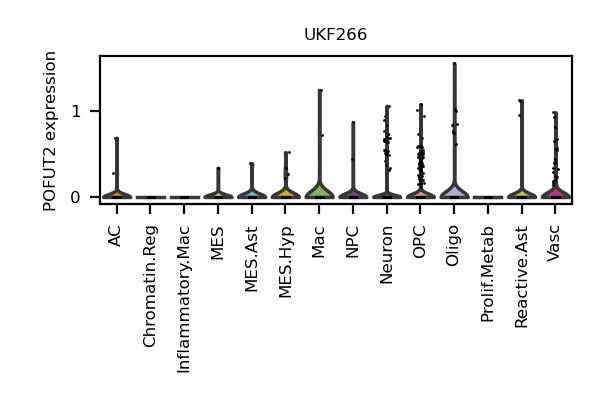 UKF266
POFUT2 expression
1
0
AC
Chromatin.Reg
Inflammatory.Mac
MES
MES.Ast
MES.Hyp
Mac
NPC
Neuron
OPC
Oligo
Prolif.Metab
Reactive.Ast
Vasc